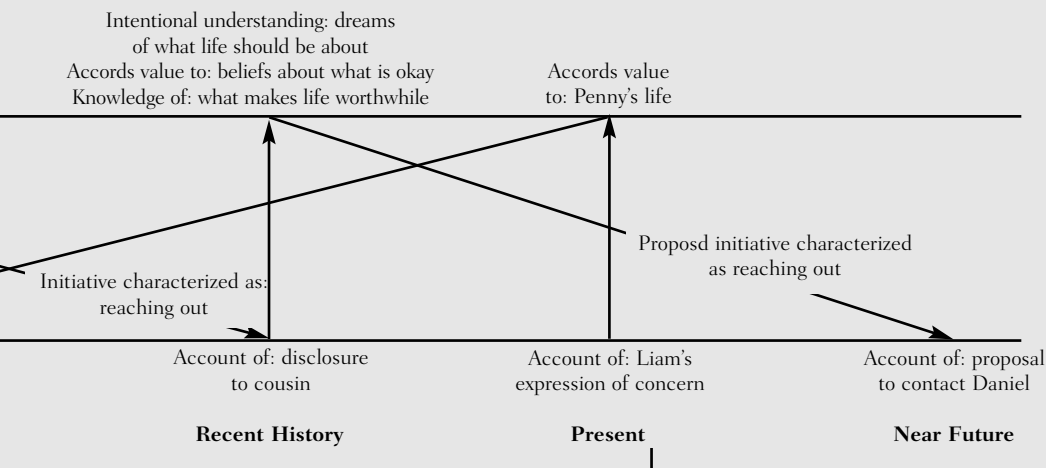 Intentional understanding: dreams
of what life should be about
Accords value to: beliefs about what is okay
Knowledge of: what makes life worthwhile
Accords value
to: Penny's life
Proposd initiative characterized
as reaching out
Initiative characterized as:
reaching out
Account of: disclosure
to cousin
Account of: Liam's
expression of concern
Account of: proposal
to contact Daniel
Recent History
Present
Near Future